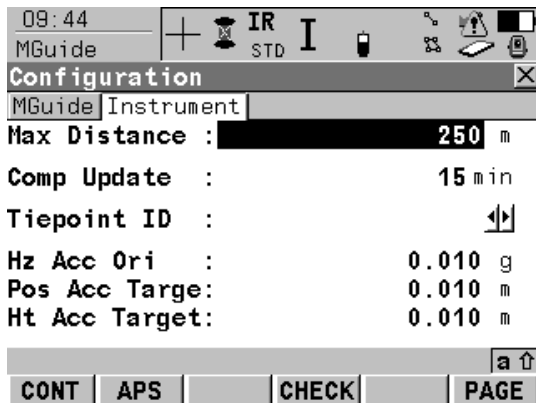 09:44
MGuide
IR
STD
I
Configuration
MGuide Instrument
Max Distance : 250 m
Comp Update : 15 min
Tiepoint ID :
Hz Acc Ori : 0.010 g
Pos Acc Targe: 0.010 m
Ht Acc Target: 0.010 m
a
CONT APS CHECK PAGE